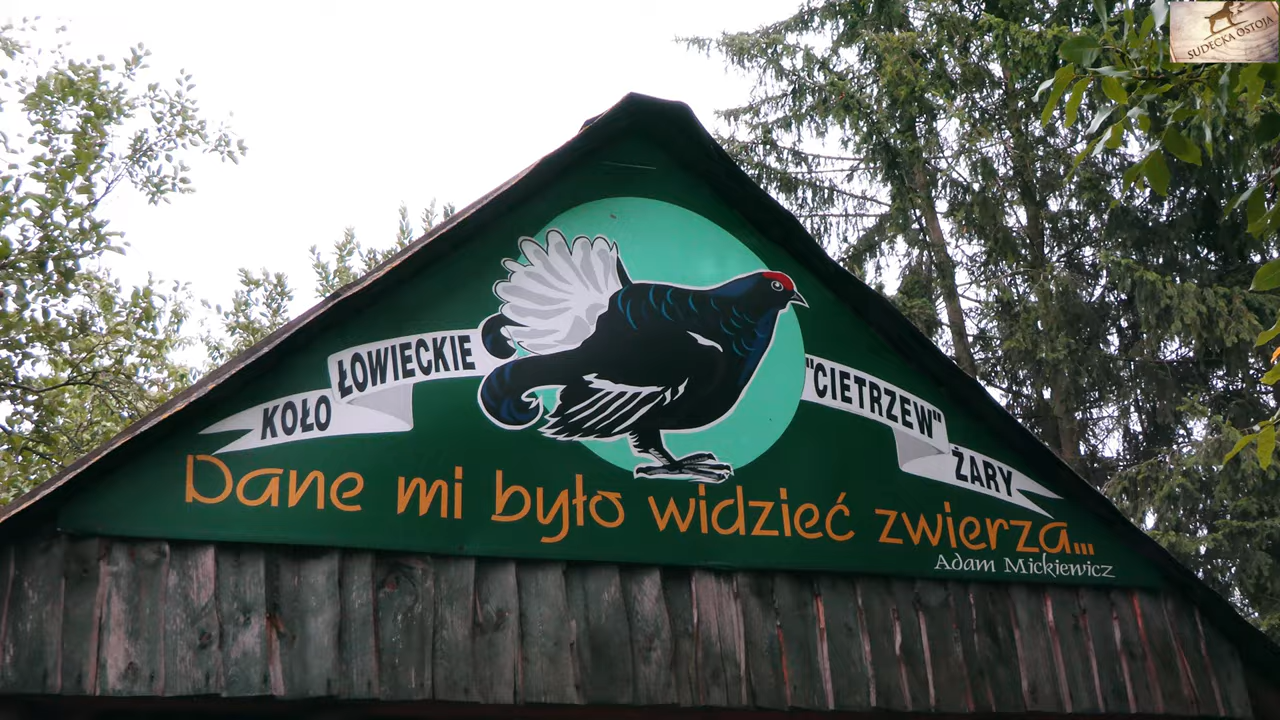 SUDECKA OSTOJA
KOŁO ŁOWIECKIE
"CIETRZEW" ŻARY
Dane mi było widzieć zwierza...
Adam Mickiewicz